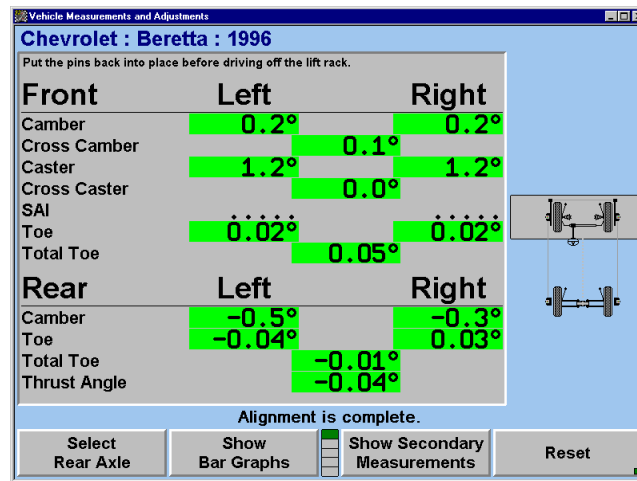 Vehicle Measurements and Adjustments
Chevrolet : Beretta : 1996
Put the pins back into place before driving off the lift rack.
Front Left Right
Camber 0.2° 0.2°
Cross Camber 0.1°
Caster 1.2° 1.2°
Cross Caster 0.0°
SAI ..... .....
Toe 0.02° 0.02°
Total Toe 0.05°
Rear Left Right
Camber -0.5° -0.3°
Toe -0.04° 0.03°
Total Toe -0.01°
Thrust Angle -0.04°
Alignment is complete.
Select Rear Axle
Show Bar Graphs
Show Secondary Measurements
Reset